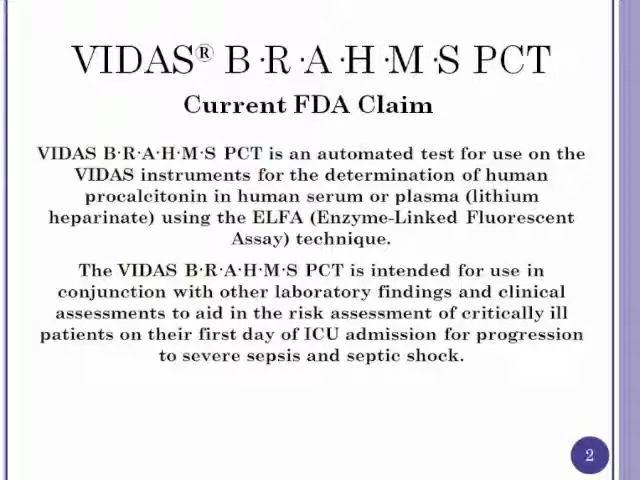 VIDAS® B·R·A·H·M·S PCT
Current FDA Claim
VIDAS B·R·A·H·M·S PCT is an automated test for use on the
VIDAS instruments for the determination of human
procalcitonin in human serum or plasma (lithium
heparinate) using the ELFA (Enzyme-Linked Fluorescent
Assay) technique.
The VIDAS B·R·A·H·M·S PCT is intended for use in
conjunction with other laboratory findings and clinical
assessments to aid in the risk assessment of critically ill
patients on their first day of ICU admission for progression
to severe sepsis and septic shock.
2